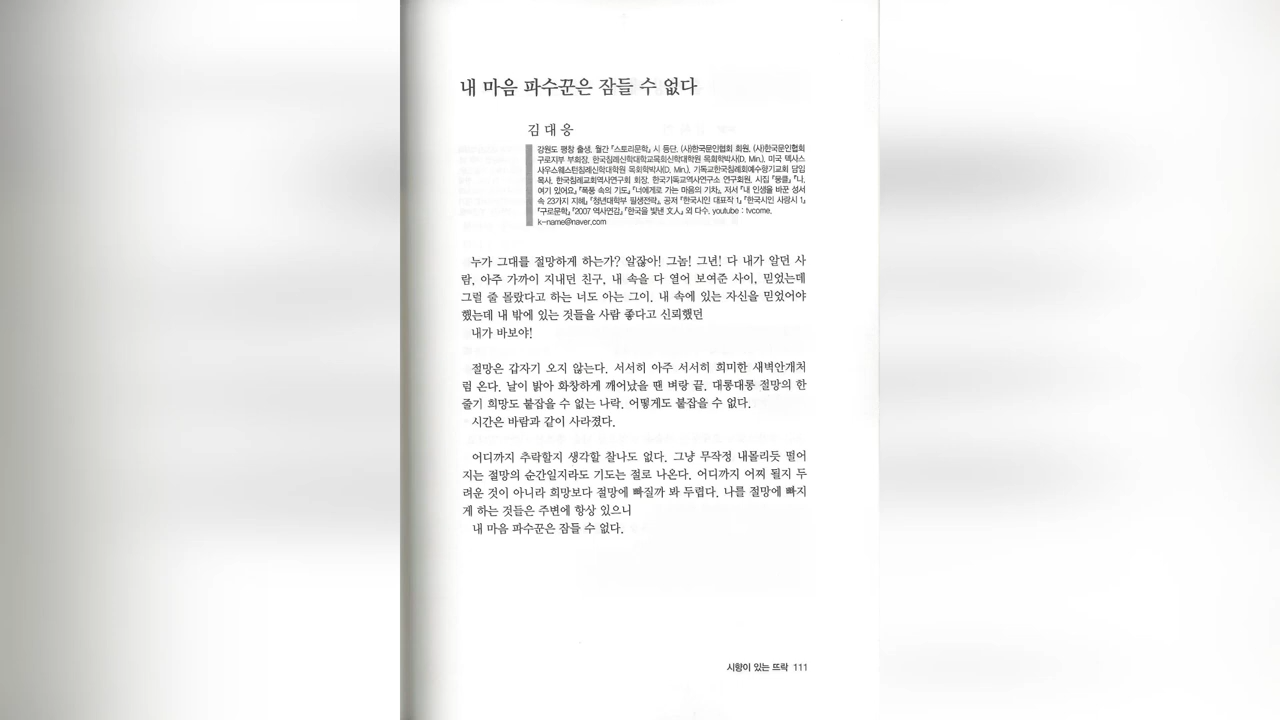 내 마음 파수꾼은 잠들 수 없다
김 대 응
강원도 평창 출생. 월간 『스토리문학』 시 등단. (사)한국문인협회 회원. (사)한국문인협회
구로지부 부회장. 한국침례신학대학교목회신학대학원 목회학박사(D. Min.). 미국 텍사스
사우스웨스턴침례신학대학원 목회학박사(D. Min.). 기독교한국침례회예수향기교회 담임
목사. 한국침례교회역사연구회 회장. 한국기독교역사연구소 연구회원. 시집 『뭉클』 『나,
여기 있어요』 『폭풍 속의 기도』 『너에게로 가는 마음의 기차』. 저서 『내 인생을 바꾼 성서
속 23가지 지혜』 『청년대학부 필생전략』. 공저 『한국시인 대표작 1』 『한국시인 사랑시 1』
『구로문학』 『2007 역사연감』 『한국을 빛낸 文人』 외 다수. youtube : tvcome.
k-name@naver.com
누가 그대를 절망하게 하는가? 알잖아! 그놈! 그년! 다 내가 알던 사
람. 아주 가까이 지내던 친구, 내 속을 다 열어 보여준 사이, 믿었는데
그럴 줄 몰랐다고 하는 너도 아는 그이. 내 속에 있는 자신을 믿었어야
했는데 내 밖에 있는 것들을 사람 좋다고 신뢰했던
내가 바보야!
절망은 갑자기 오지 않는다. 서서히 아주 서서히 희미한 새벽안개처
럼 온다. 날이 밝아 화창하게 깨어났을 땐 벼랑 끝. 대롱대롱 절망의 한
줄기 희망도 붙잡을 수 없는 나락. 어떻게도 붙잡을 수 없다.
시간은 바람과 같이 사라졌다.
어디까지 추락할지 생각할 찰나도 없다. 그냥 무작정 내몰리듯 떨어
지는 절망의 순간일지라도 기도는 절로 나온다. 어디까지 어찌 될지 두
려운 것이 아니라 희망보다 절망에 빠질까 봐 두렵다. 나를 절망에 빠지
게 하는 것들은 주변에 항상 있으니
내 마음 파수꾼은 잠들 수 없다.
시향이 있는 뜨락 111